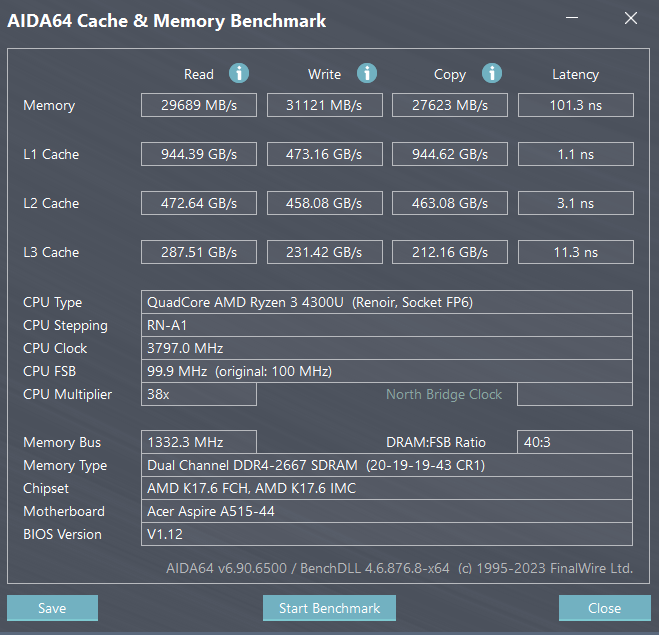 AIDA64 Cache & Memory Benchmark
Read Write Copy Latency
Memory 29689 MB/s 31121 MB/s 27623 MB/s 101.3 ns
L1 Cache 944.39 GB/s 473.16 GB/s 944.62 GB/s 1.1 ns
L2 Cache 472.64 GB/s 458.08 GB/s 463.08 GB/s 3.1 ns
L3 Cache 287.51 GB/s 231.42 GB/s 212.16 GB/s 11.3 ns
CPU Type QuadCore AMD Ryzen 3 4300U (Renoir, Socket FP6)
CPU Stepping RN-A1
CPU Clock 3797.0 MHz
CPU FSB 99.9 MHz (original: 100 MHz)
CPU Multiplier 38x North Bridge Clock
Memory Bus 1332.3 MHz DRAM:FSB Ratio 40:3
Memory Type Dual Channel DDR4-2667 SDRAM (20-19-19-43 CR1)
Chipset AMD K17.6 FCH, AMD K17.6 IMC
Motherboard Acer Aspire A515-44
BIOS Version V1.12
AIDA64 v6.90.6500 / BenchDLL 4.6.876.8-x64 (c) 1995-2023 FinalWire Ltd.
Save Start Benchmark Close